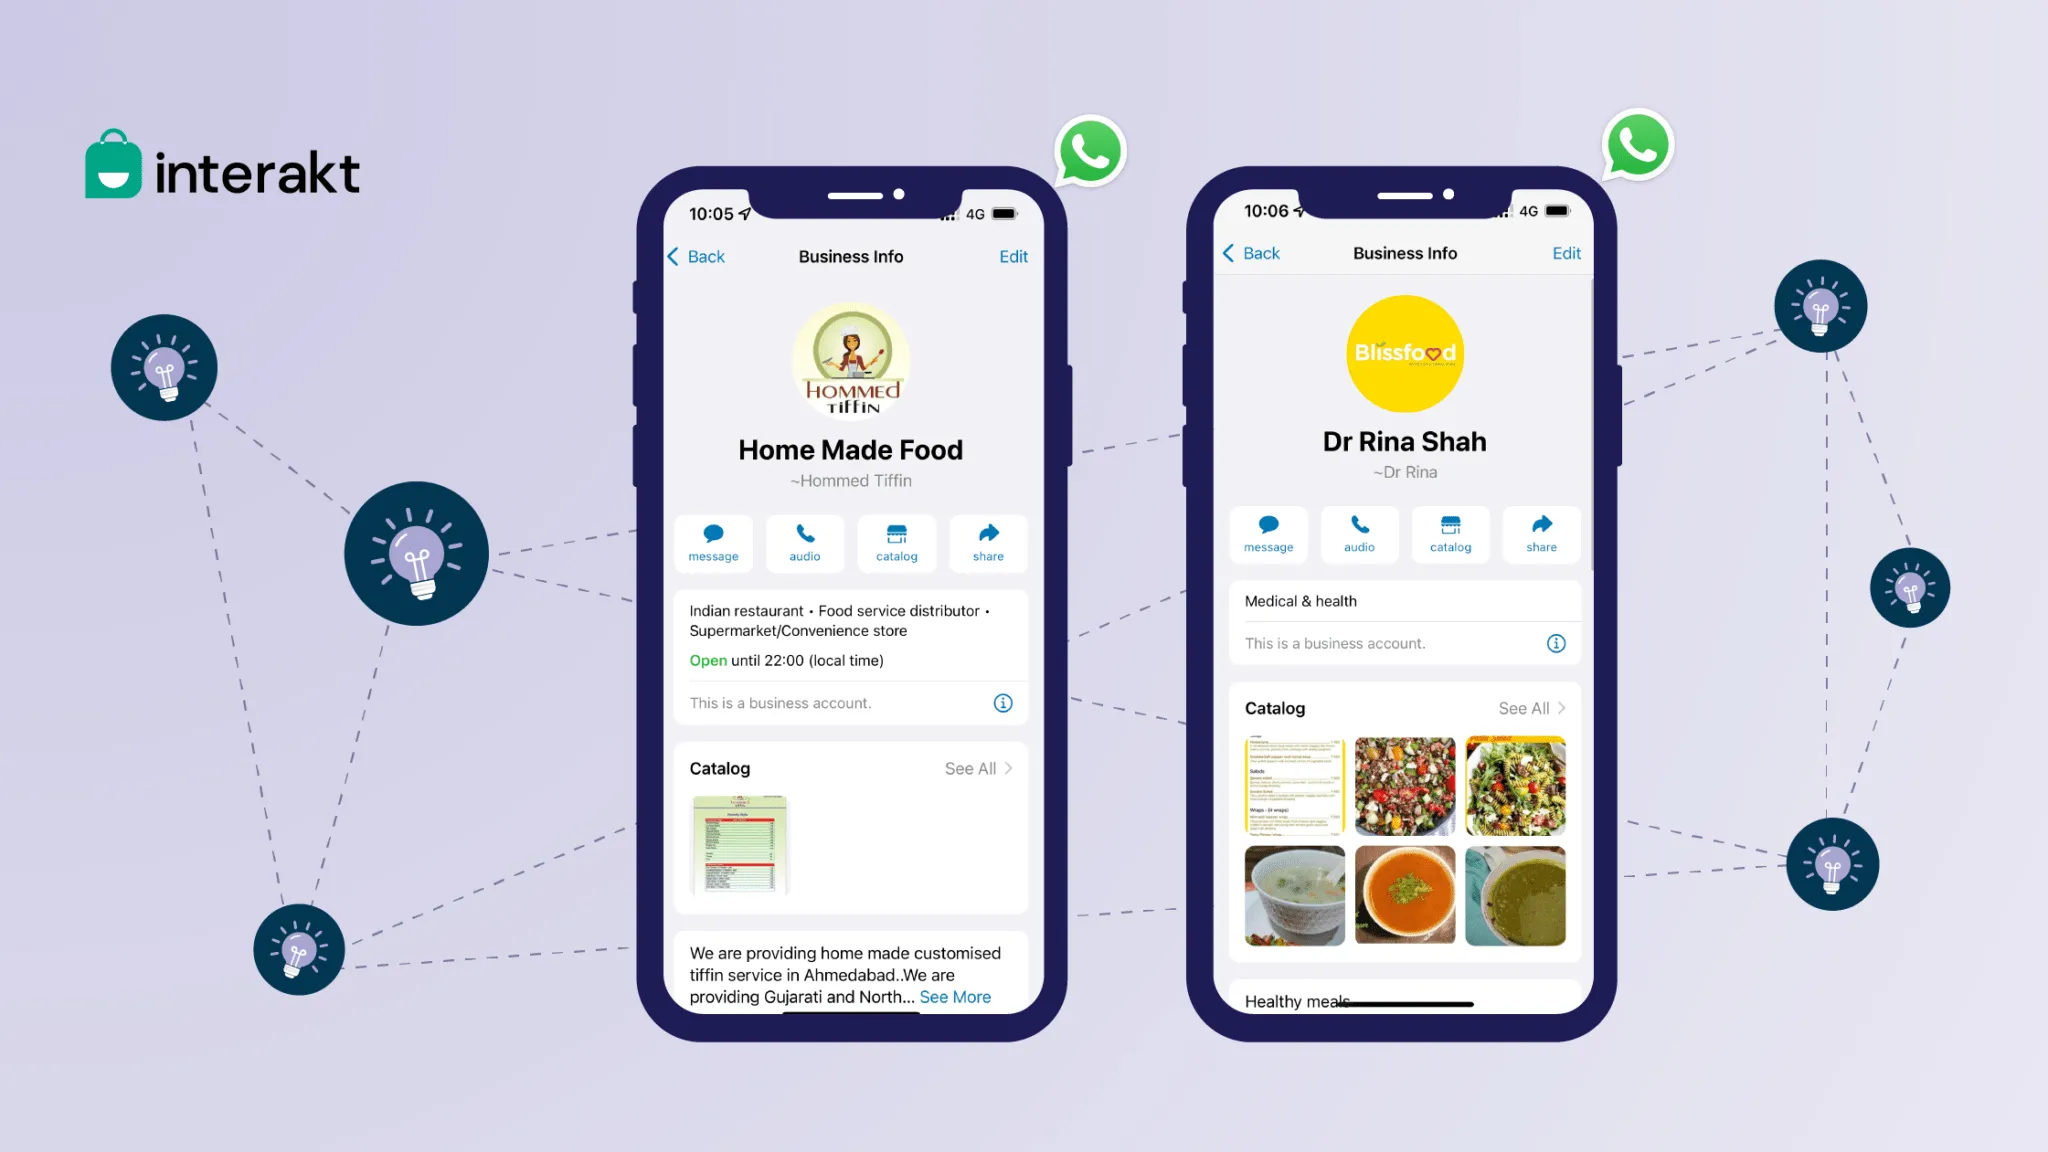 interakt
10:05
4G
Back
Business Info
Edit
HOMMED
TIFFIN
Home Made Food
~Hommed Tiffin
message
audio
catalog
share
Indian restaurant • Food service distributor •
Supermarket/Convenience store
Open until 22:00 (local time)
This is a business account.
Catalog
See All
We are providing home made customised
tiffin service in Ahmedabad..We are
providing Gujarati and North... See More
10:06
4G
Back
Business Info
Edit
Blissfood
Dr Rina Shah
~Dr Rina
message
audio
catalog
share
Medical & health
This is a business account.
Catalog
See All
Salads
Healthy meals